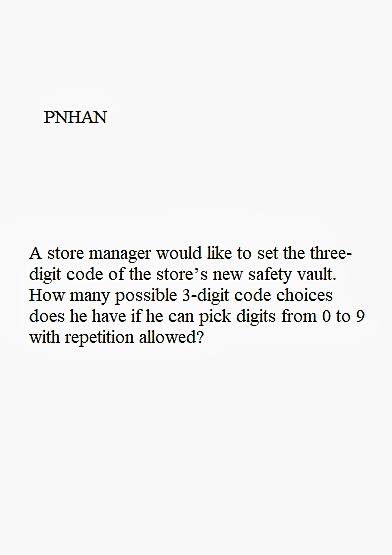 PNHAN
A store manager would like to set the three-
digit code of the store’s new safety vault.
How many possible 3-digit code choices
does he have if he can pick digits from 0 to 9
with repetition allowed?